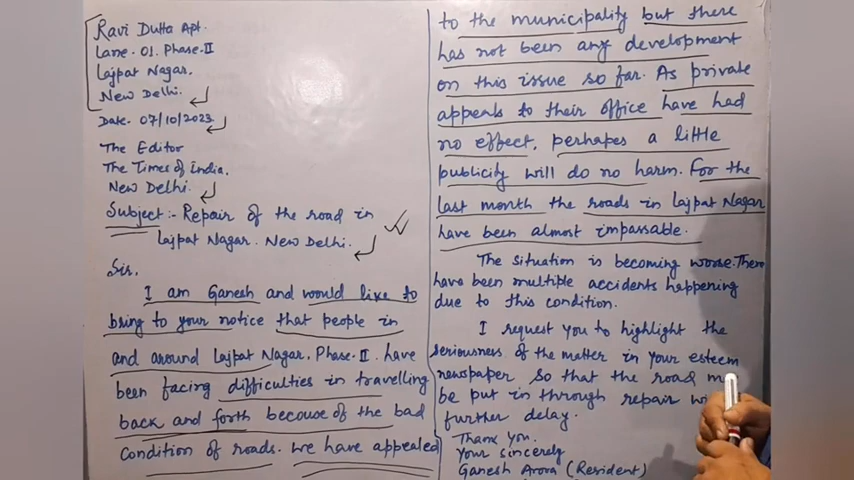 Ravi Dutta Apt.
Lane. 01. Phase-II
Lajpat Nagar.
New Delhi.
Date. 07/10/2023
The Editor
The Times of India.
New Delhi.
Subject:- Repair of the road in
Lajpat Nagar. New Delhi.
Sir.
I am Ganesh and would like to
bring to your notice that people in
and around Lajpat Nagar. Phase-II. have
been facing difficulties in travelling
back and forth because of the bad
condition of roads. we have appealed
to the municipality but there
has not been any development
on this issue so far. As private
appeals to their office have had
no effect, perhapes a little
publicity will do no harm. For the
last month the roads in Lajpat Nagar
have been almost impassable.
The situation is becoming worse. There
have been multiple accidents happening
due to this condition.
I request you to highlight the
seriousness of the matter in your esteem
newspaper so that the road
be put in through repair
further delay.
Thank you.
Your sincerely
Ganesh Arora (Resident)